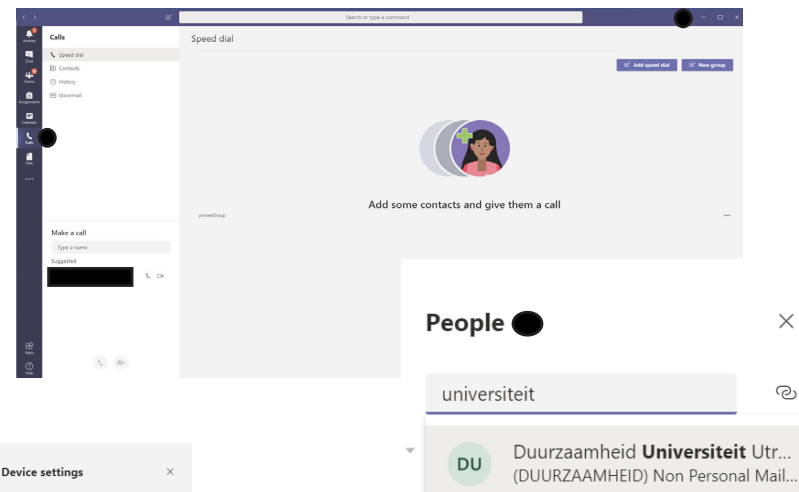 Search or type a command
Activity
Chat
Teams
Assignments
Calendar
Calls
Files
Apps
Help
Calls
Speed dial
Contacts
History
Voicemail
Make a call
Type a name
Suggested
Speed dial
Add speed dial
New group
Add some contacts and give them a call
pinnedGroup
People
universiteit
DU
Duurzaamheid Universiteit Utr...
(DUURZAAMHEID) Non Personal Mail...
Device settings